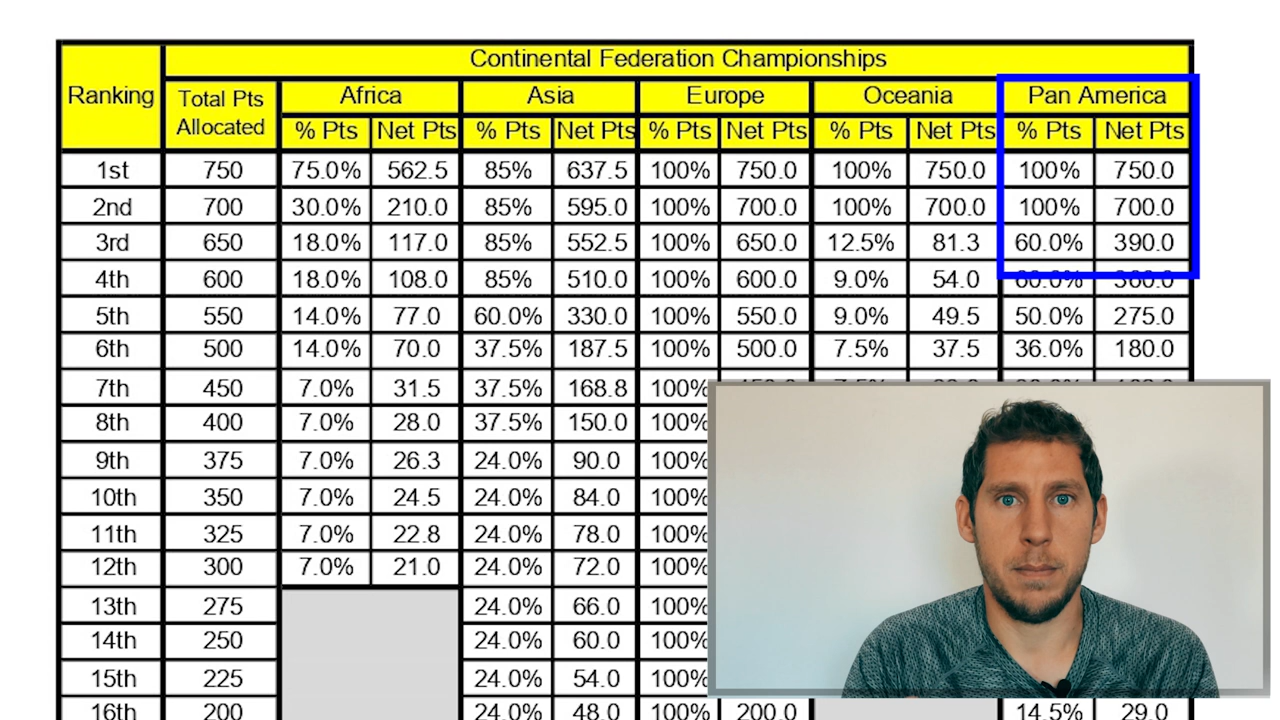 Continental Federation Championships
Ranking Total Pts Allocated Africa Asia Europe Oceania Pan America
% Pts Net Pts % Pts Net Pts % Pts Net Pts % Pts Net Pts % Pts Net Pts
1st 750 75.0% 562.5 85% 637.5 100% 750.0 100% 750.0 100% 750.0
2nd 700 30.0% 210.0 85% 595.0 100% 700.0 100% 700.0 100% 700.0
3rd 650 18.0% 117.0 85% 552.5 100% 650.0 12.5% 81.3 60.0% 390.0
4th 600 18.0% 108.0 85% 510.0 100% 600.0 9.0% 54.0 60.0% 360.0
5th 550 14.0% 77.0 60.0% 330.0 100% 550.0 9.0% 49.5 50.0% 275.0
6th 500 14.0% 70.0 37.5% 187.5 100% 500.0 7.5% 37.5 36.0% 180.0
7th 450 7.0% 31.5 37.5% 168.8 100%
8th 400 7.0% 28.0 37.5% 150.0 100%
9th 375 7.0% 26.3 24.0% 90.0 100%
10th 350 7.0% 24.5 24.0% 84.0 100%
11th 325 7.0% 22.8 24.0% 78.0 100%
12th 300 7.0% 21.0 24.0% 72.0 100%
13th 275 24.0% 66.0 100%
14th 250 24.0% 60.0 100%
15th 225 24.0% 54.0 100%
16th 200 24.0% 48.0 100% 200.0 14.5% 29.0